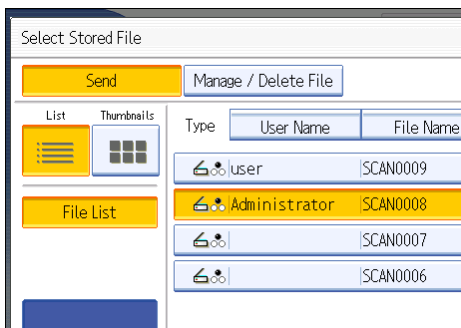 Select Stored File
Send Manage / Delete File
List Thumbnails Type User Name File Name
user SCAN0009
File List Administrator SCAN0008
SCAN0007
SCAN0006